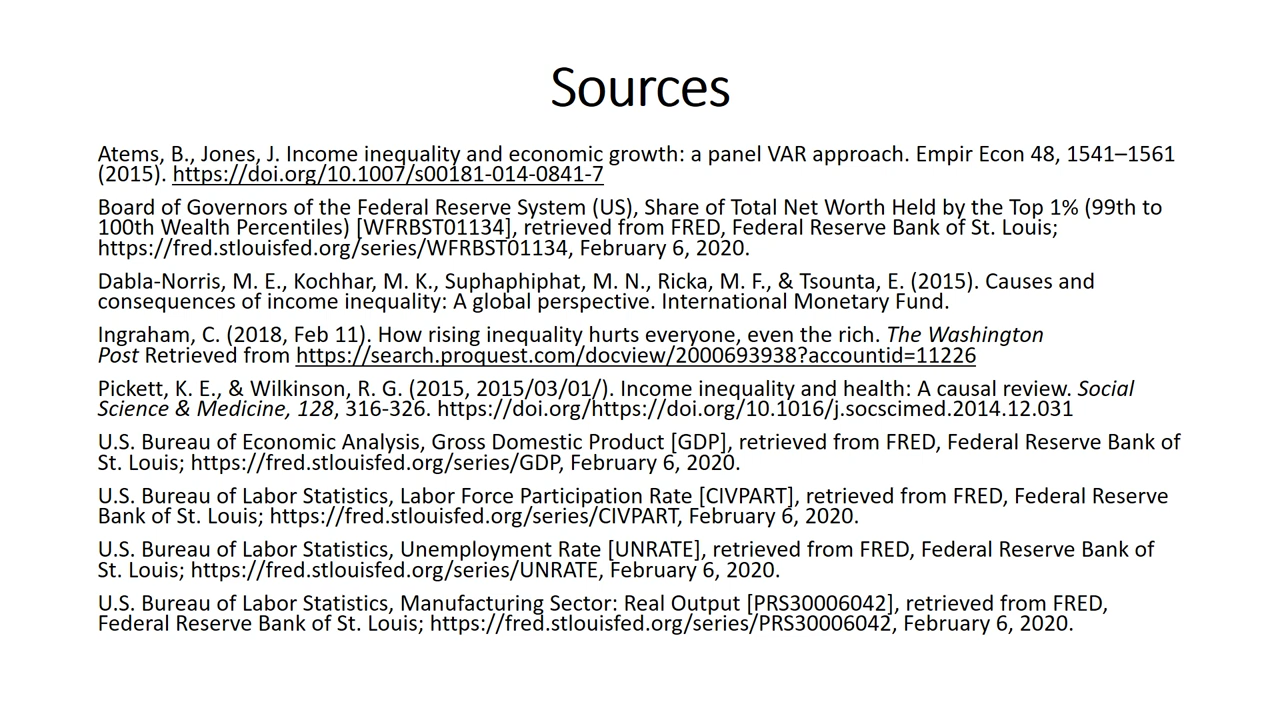 Sources
Atems, B., Jones, J. Income inequality and economic growth: a panel VAR approach. Empir Econ 48, 1541–1561
(2015). https://doi.org/10.1007/s00181-014-0841-7
Board of Governors of the Federal Reserve System (US), Share of Total Net Worth Held by the Top 1% (99th to
100th Wealth Percentiles) [WFRBST01134], retrieved from FRED, Federal Reserve Bank of St. Louis;
https://fred.stlouisfed.org/series/WFRBST01134, February 6, 2020.
Dabla-Norris, M. E., Kochhar, M. K., Suphaphiphat, M. N., Ricka, M. F., & Tsounta, E. (2015). Causes and
consequences of income inequality: A global perspective. International Monetary Fund.
Ingraham, C. (2018, Feb 11). How rising inequality hurts everyone, even the rich. The Washington
Post Retrieved from https://search.proquest.com/docview/2000693938?accountid=11226
Pickett, K. E., & Wilkinson, R. G. (2015, 2015/03/01/). Income inequality and health: A causal review. Social
Science & Medicine, 128, 316-326. https://doi.org/https://doi.org/10.1016/j.socscimed.2014.12.031
U.S. Bureau of Economic Analysis, Gross Domestic Product [GDP], retrieved from FRED, Federal Reserve Bank of
St. Louis; https://fred.stlouisfed.org/series/GDP, February 6, 2020.
U.S. Bureau of Labor Statistics, Labor Force Participation Rate [CIVPART], retrieved from FRED, Federal Reserve
Bank of St. Louis; https://fred.stlouisfed.org/series/CIVPART, February 6, 2020.
U.S. Bureau of Labor Statistics, Unemployment Rate [UNRATE], retrieved from FRED, Federal Reserve Bank of
St. Louis; https://fred.stlouisfed.org/series/UNRATE, February 6, 2020.
U.S. Bureau of Labor Statistics, Manufacturing Sector: Real Output [PRS30006042], retrieved from FRED,
Federal Reserve Bank of St. Louis; https://fred.stlouisfed.org/series/PRS30006042, February 6, 2020.